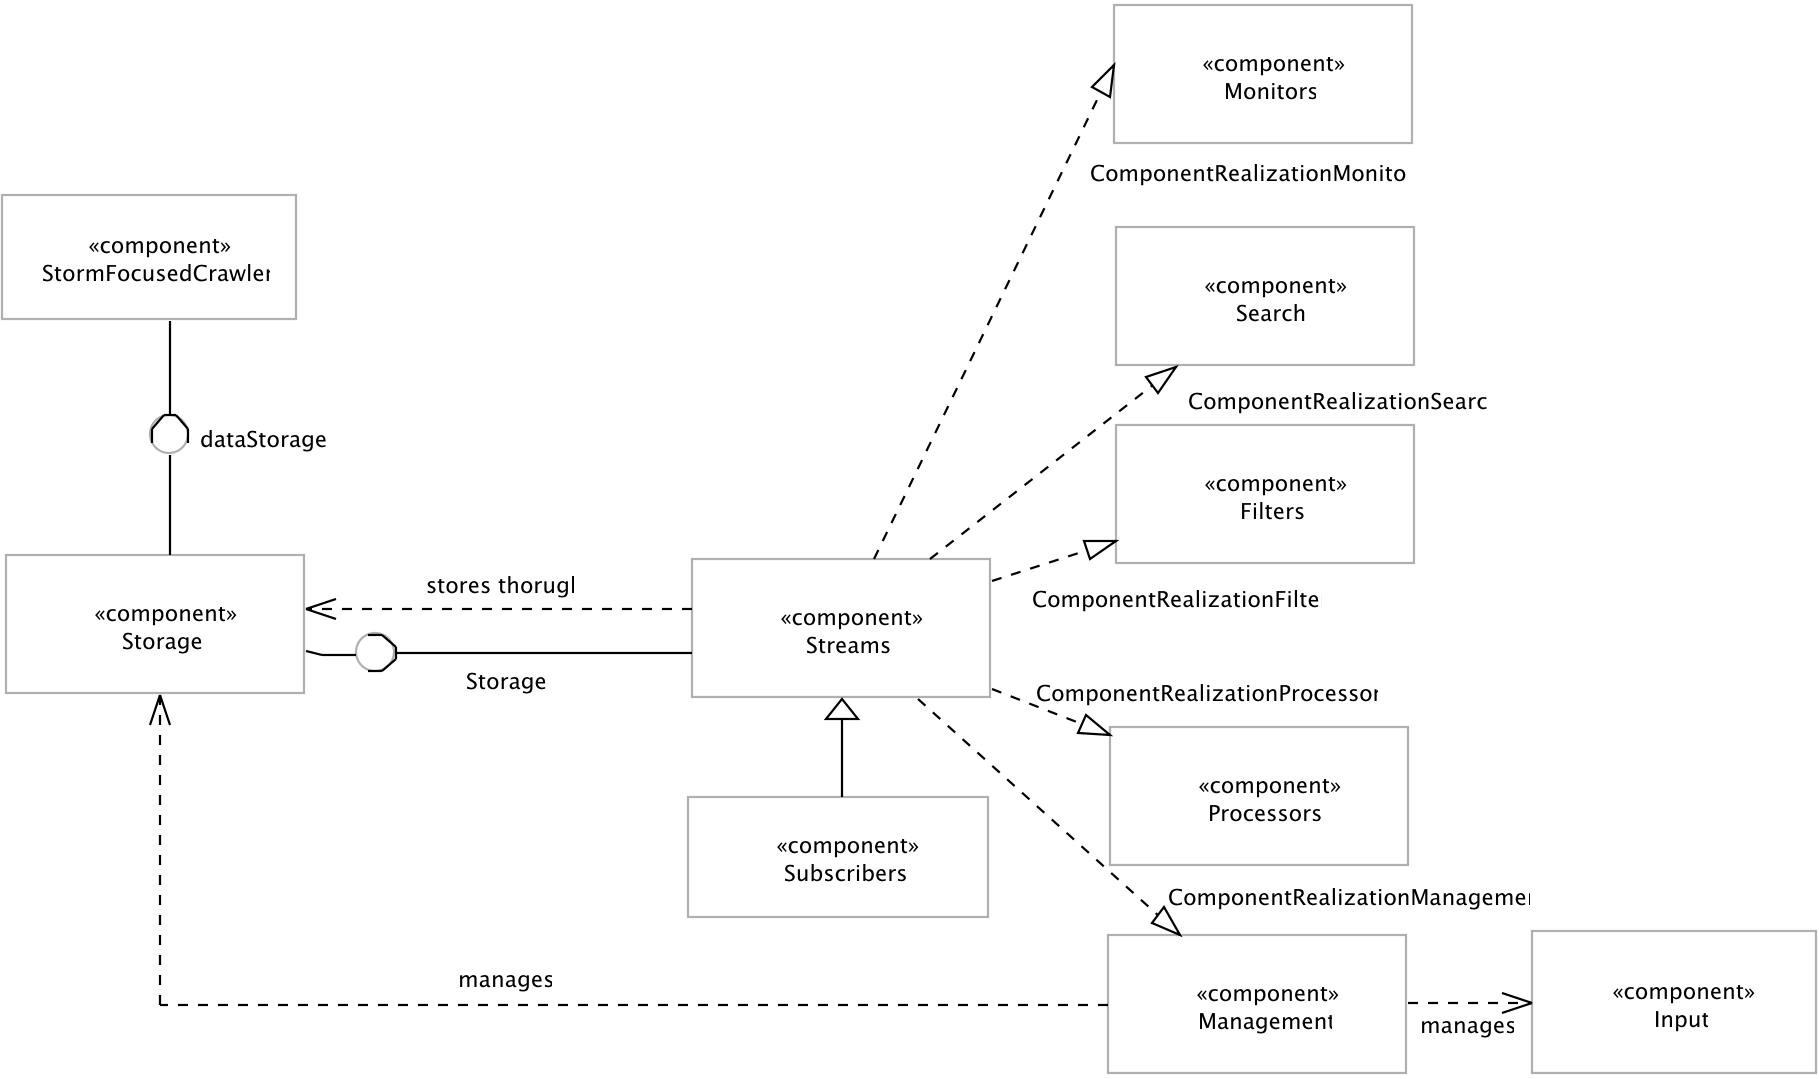 «component»
Monitors
ComponentRealizationMonito
«component»
StormFocusedCrawler
«component»
Search
ComponentRealizationSearc
dataStorage
«component»
Filters
stores thorugl
ComponentRealizationFilte
«component»
Storage
«component»
Streams
Storage
ComponentRealizationProcessor
«component»
Processors
«component»
Subscribers
ComponentRealizationManagemen
manages
«component»
Management
manages
«component»
Input